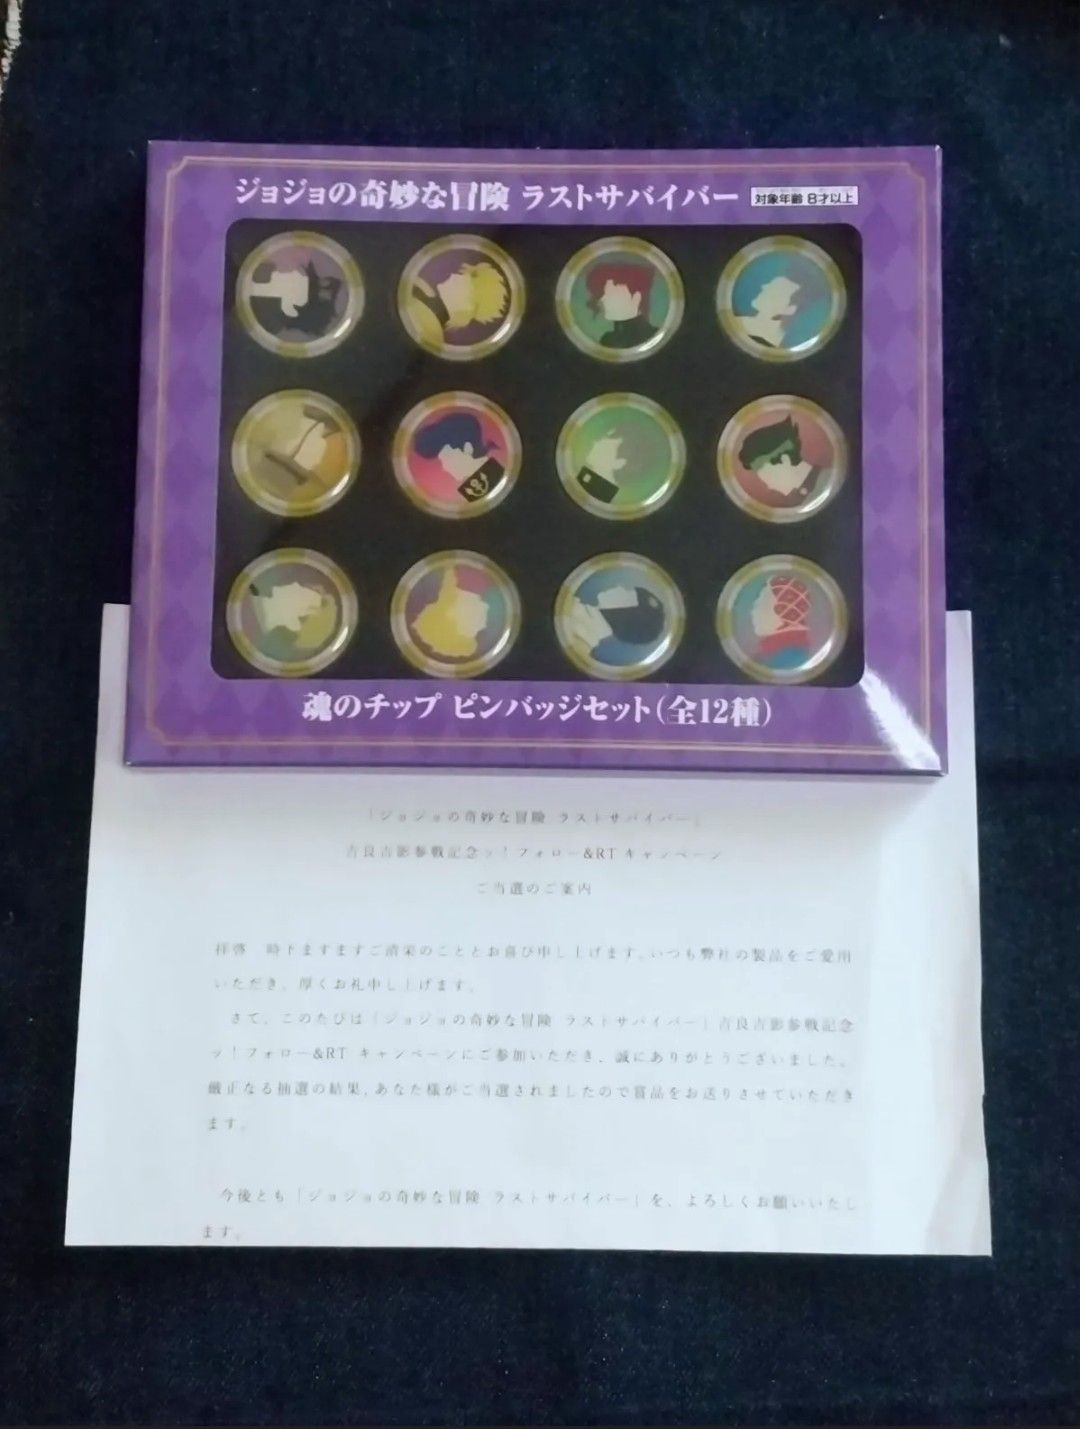 ジョジョの奇妙な冒険 ラストサバイバー 対象年齢 8才以上
魂のチップ ピンバッジセット(全12種)
「ジョジョの奇妙な冒険 ラストサバイバー」
吉良吉影参戦記念ッ!フォロー&RT キャンペーン
ご当選のご案内
拝啓 時下ますますご清栄のこととお喜び申し上げます。いつも弊社の製品をご愛用
いただき、厚くお礼申し上げます。
さて、このたびは「ジョジョの奇妙な冒険 ラストサバイバー」吉良吉影参戦記念
ッ!フォロー&RT キャンペーンにご参加いただき、誠にありがとうございました。
厳正なる抽選の結果、あなた様がご当選されましたので賞品をお送りさせていただき
ます。
今後とも「ジョジョの奇妙な冒険 ラストサバイバー」を、よろしくお願いいたし
ます。